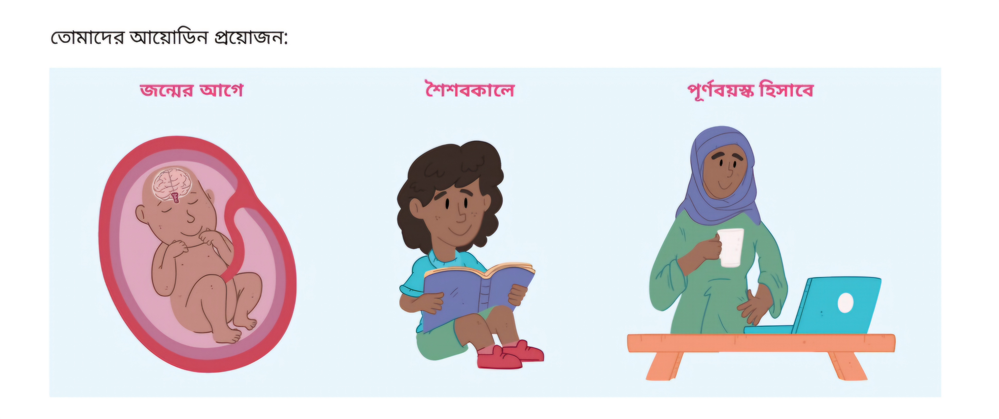 তোমাদের আয়োডিন প্রয়োজন:
জন্মের আগে
শৈশবকালে
পূর্ণবয়স্ক হিসাবে